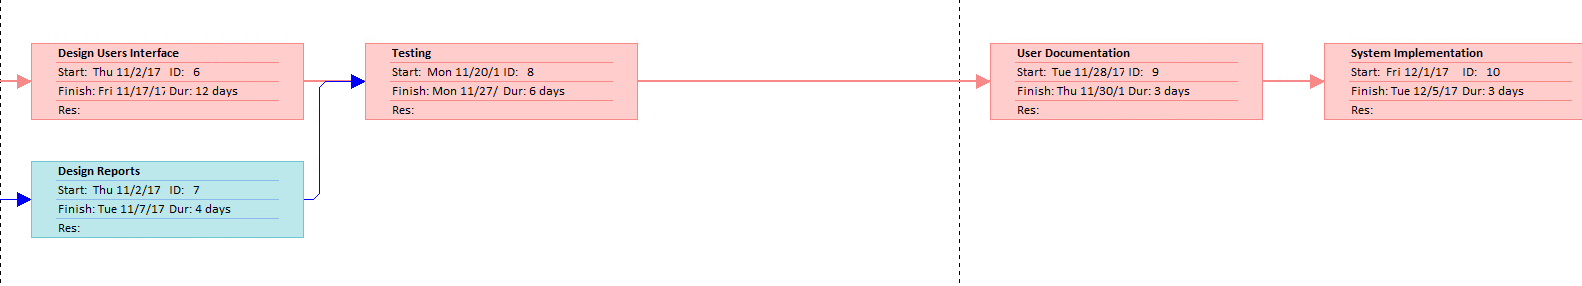 Design Users Interface
Start: Thu 11/2/17 ID: 6
Finish: Fri 11/17/17 Dur: 12 days
Res:
Testing
Start: Mon 11/20/1 ID: 8
Finish: Mon 11/27/ Dur: 6 days
Res:
User Documentation
Start: Tue 11/28/17 ID: 9
Finish: Thu 11/30/1 Dur: 3 days
Res:
System Implementation
Start: Fri 12/1/17 ID: 10
Finish: Tue 12/5/17 Dur: 3 days
Res:
Design Reports
Start: Thu 11/2/17 ID: 7
Finish: Tue 11/7/17 Dur: 4 days
Res: